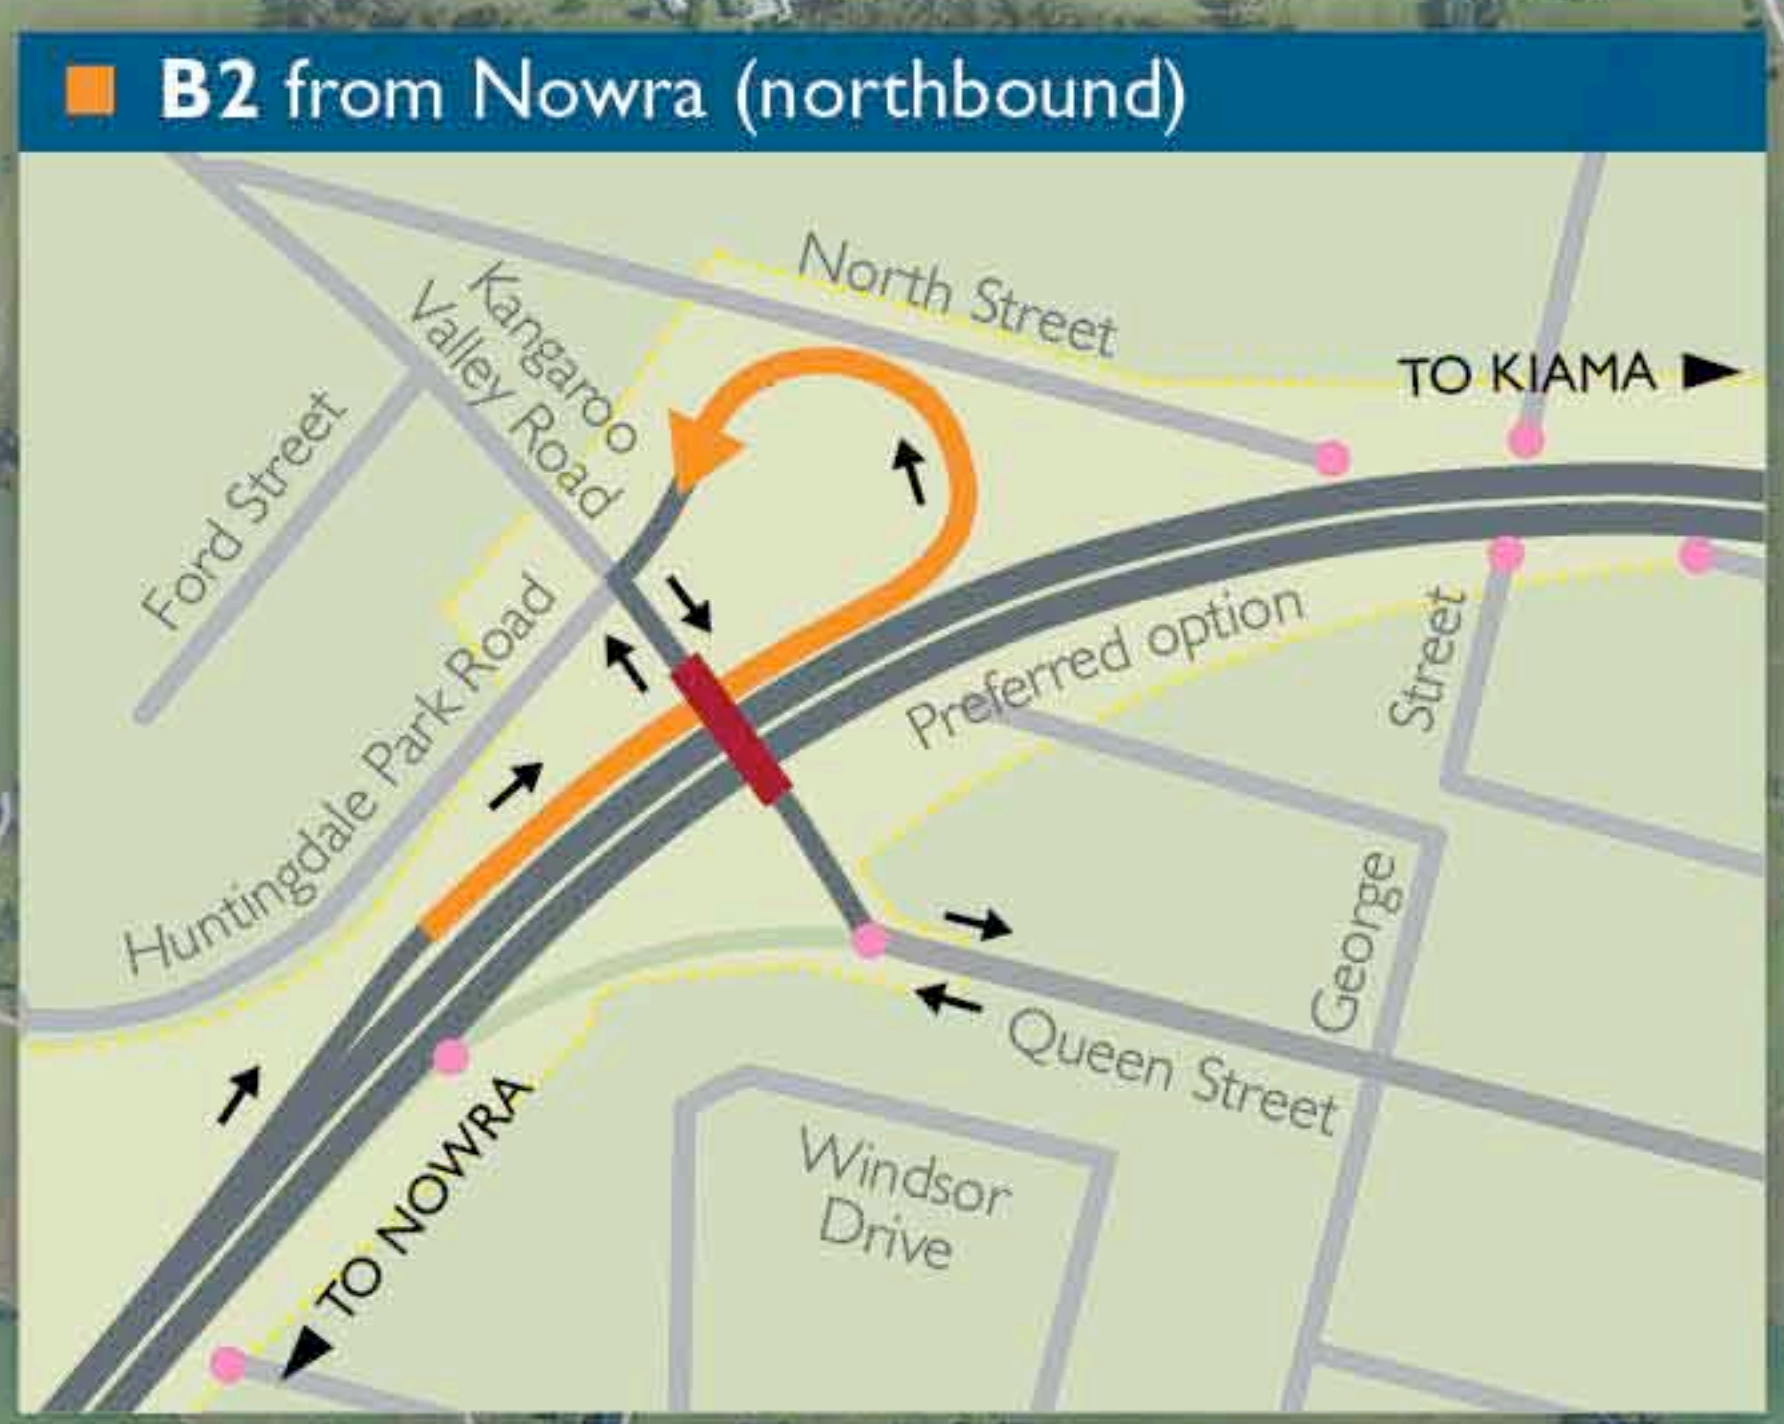 B2 from Nowra (northbound)
North Street
Kangaroo
Valley Road
TO KIAMA
Ford Street
Huntingdale Park Road
Preferred option
Street
George
Queen Street
TO NOWRA
Windsor
Drive